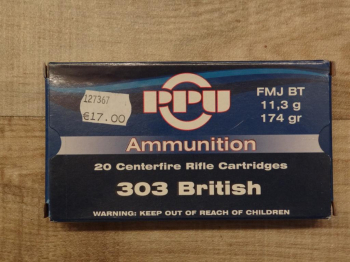 127367
€17.00
PPU
FMJ BT
11,3 g
174 gr
Ammunition
20 Centerfire Rifle Cartridges
303 British
WARNING: KEEP OUT OF REACH OF CHILDREN